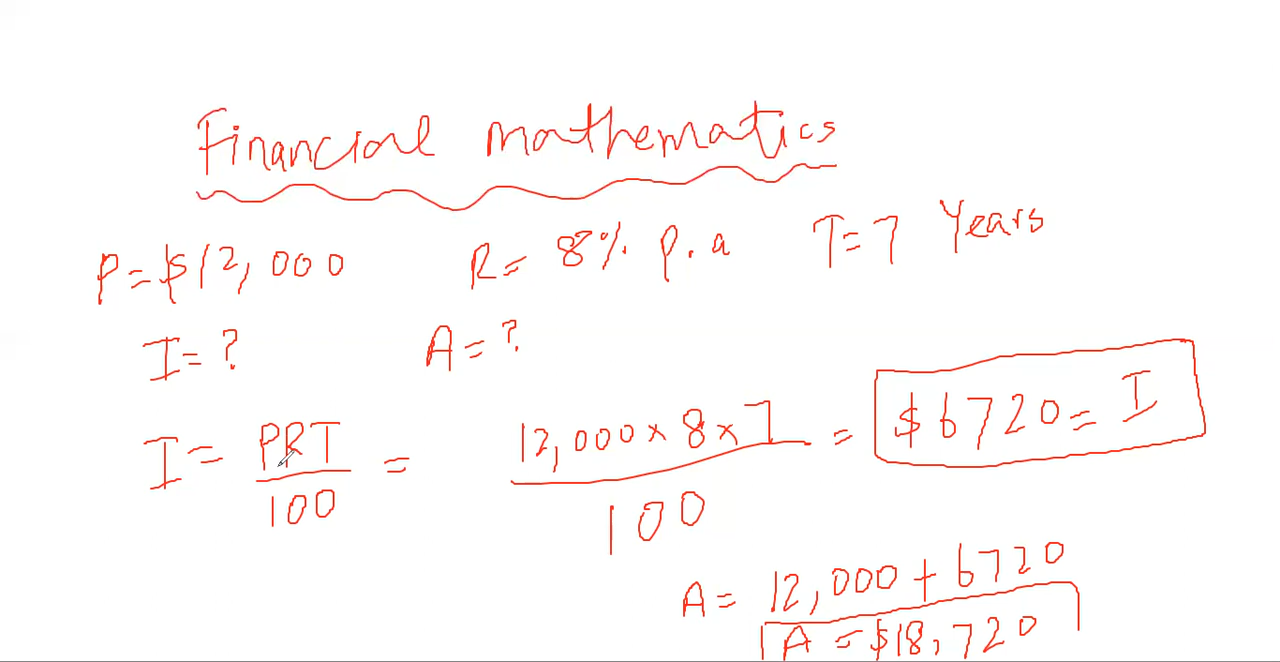 Financial mathematics
P=$12,000 R= 8% p.a T=7 Years
I=? A=?
I= PRT/100 = 12,000×8×7/100 = $6720= I
A= 12,000+6720
A=$18,720